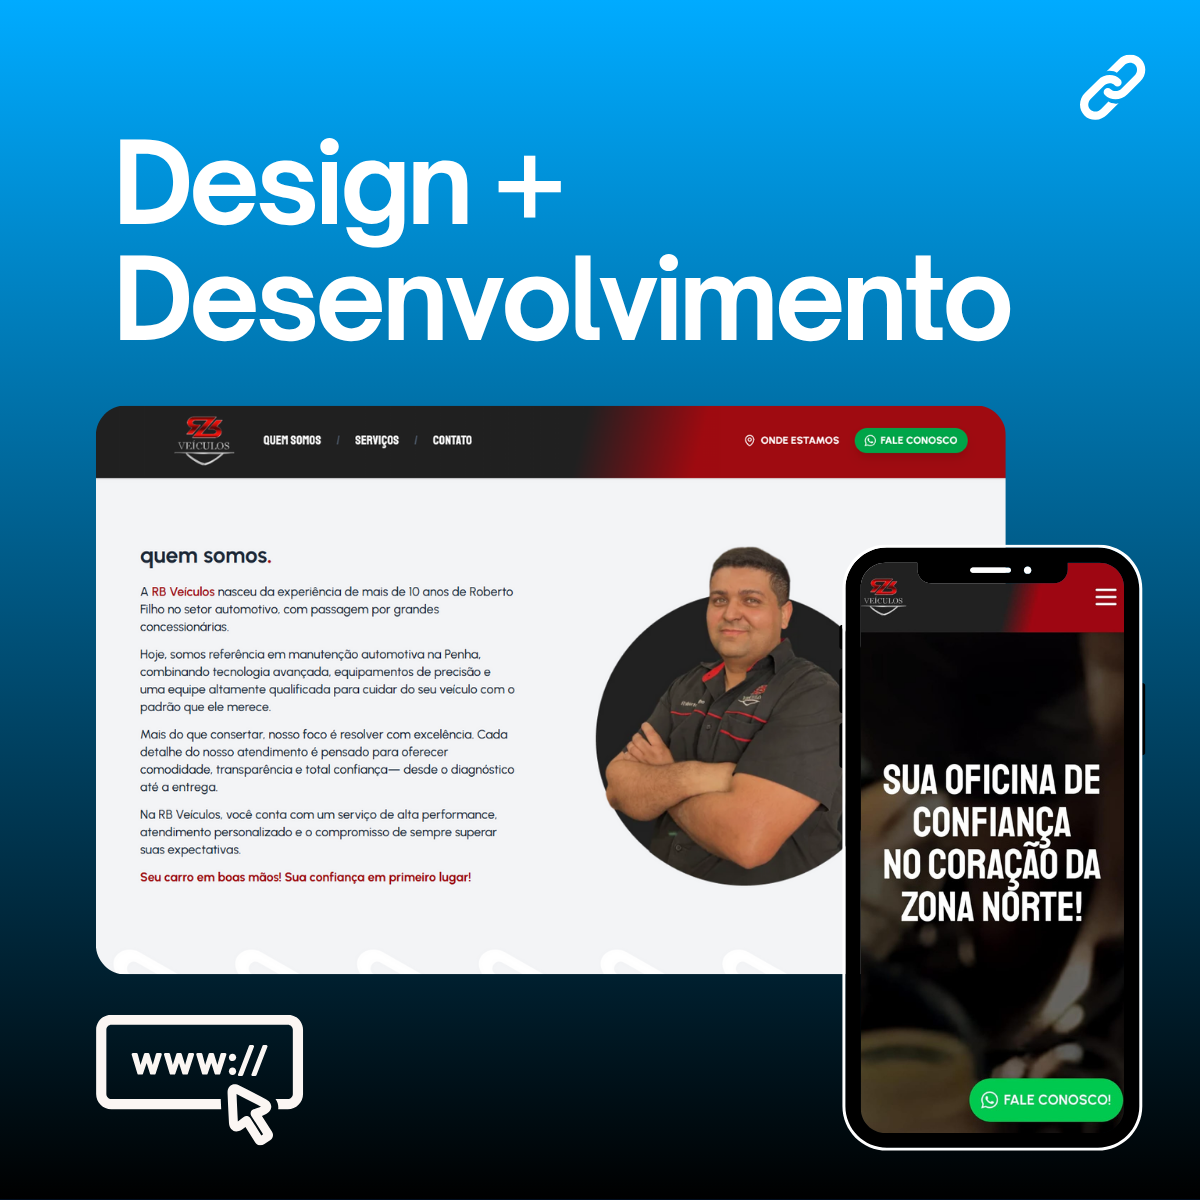 Design +
Desenvolvimento
VEÍCULOS
QUEM SOMOS / SERVIÇOS / CONTATO
ONDE ESTAMOS
FALE CONOSCO
quem somos.
A RB Veículos nasceu da experiência de mais de 10 anos de Roberto
Filho no setor automotivo, com passagem por grandes
concessionárias.
Hoje, somos referência em manutenção automotiva na Penha,
combinando tecnologia avançada, equipamentos de precisão e
uma equipe altamente qualificada para cuidar do seu veículo com o
padrão que ele merece.
Mais do que consertar, nosso foco é resolver com excelência. Cada
detalhe do nosso atendimento é pensado para oferecer
comodidade, transparência e total confiança— desde o diagnóstico
até a entrega.
Na RB Veículos, você conta com um serviço de alta performance,
atendimento personalizado e o compromisso de sempre superar
suas expectativas.
Seu carro em boas mãos! Sua confiança em primeiro lugar!
VEÍCULOS
SUA OFICINA DE
CONFIANÇA
NO CORAÇÃO DA
ZONA NORTE!
FALE CONOSCO!
www://